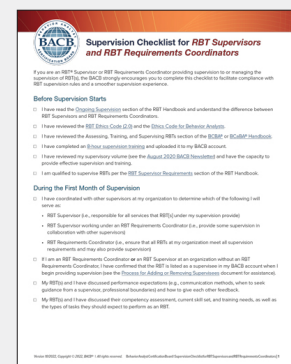 BEHAVIOR ANALYST
BACB
CERTIFICATION BOARD
Supervision Checklist for RBT Supervisors
and RBT Requirements Coordinators
If you are an RBT® Supervisor or RBT Requirements Coordinator providing supervision to or managing the
supervision of RBT(s), the BACB strongly encourages you to complete this checklist to facilitate compliance with
RBT supervision rules and a smoother supervision experience.
Before Supervision Starts
I have read the Ongoing Supervision section of the RBT Handbook and understand the difference between
RBT Supervisors and RBT Requirements Coordinators.
I have reviewed the RBT Ethics Code (2.0) and the Ethics Code for Behavior Analysts.
I have reviewed the Assessing, Training, and Supervising RBTs section of the BCBA® or BCaBA® Handbook.
I have completed an 8-hour supervision training and uploaded it to my BACB account.
I have reviewed my supervisory volume (see the August 2020 BACB Newsletter) and have the capacity to
provide effective supervision and training.
I am qualified to supervise RBTs per the RBT Supervisor Requirements section of the RBT Handbook.
During the First Month of Supervision
I have coordinated with other supervisors at my organization to determine which of the following I will
serve as:
• RBT Supervisor (i.e., responsible for all services that RBT[s] under my supervision provide)
• RBT Supervisor working under an RBT Requirements Coordinator (i.e., provide some supervision in
collaboration with other supervisors)
• RBT Requirements Coordinator (i.e., ensure that all RBTs at my organization meet all supervision
requirements and may also provide supervision)
If I am an RBT Requirements Coordinator or an RBT Supervisor at an organization without an RBT
Requirements Coordinator, I have confirmed that the RBT is listed as a supervisee in my BACB account when I
begin providing supervision (see the Process for Adding or Removing Supervisees document for assistance).
My RBT(s) and I have discussed performance expectations (e.g., communication methods, when to seek
guidance from a supervisor, professional boundaries) and how to give each other feedback.
My RBT(s) and I have discussed their competency assessment, current skill set, and training needs, as well as
the types of tasks they should expect to perform as an RBT.
Copyright © 2022, BACB® | All rights reserved.